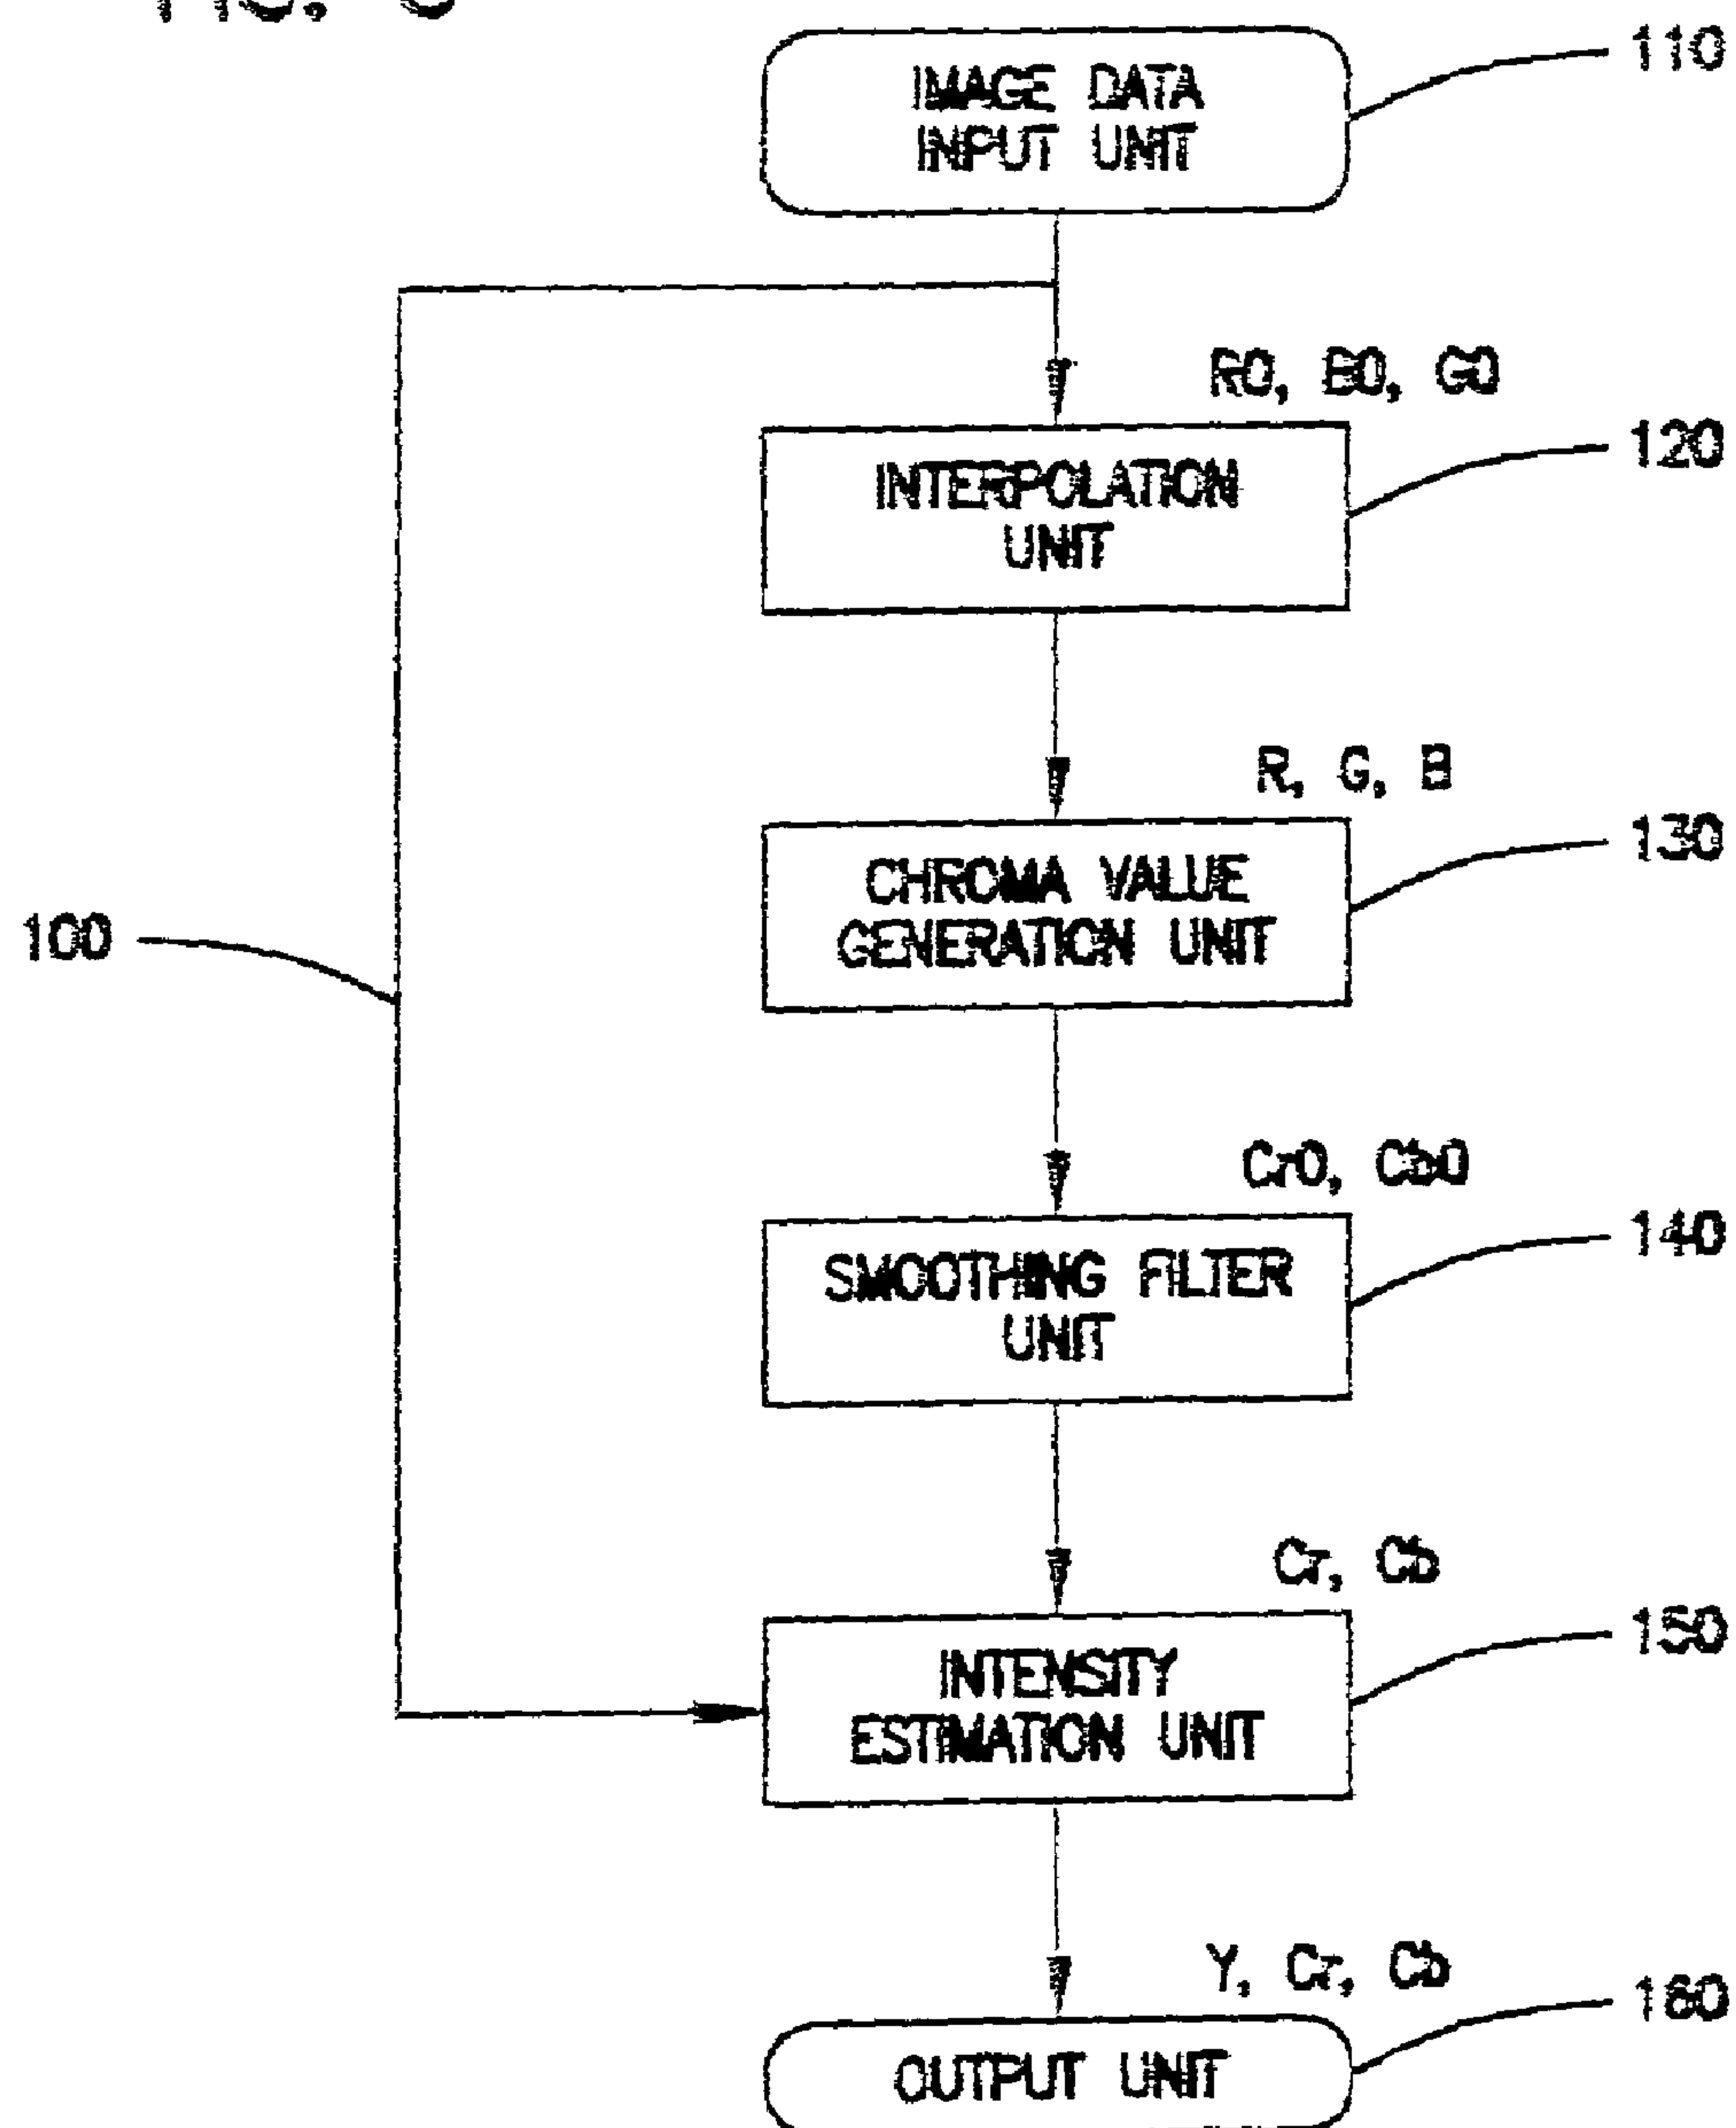 110
IMAGE DATA
INPUT UNIT
R0, B0, G0
120
INTERPOLATION
UNIT
R, G, B
130
CHROMA VALUE
GENERATION UNIT
100
Cr0, Cb0
140
SMOOTHING FILTER
UNIT
Cr, Cb
150
INTENSITY
ESTIMATION UNIT
Y, Cr, Cb
160
OUTPUT UNIT